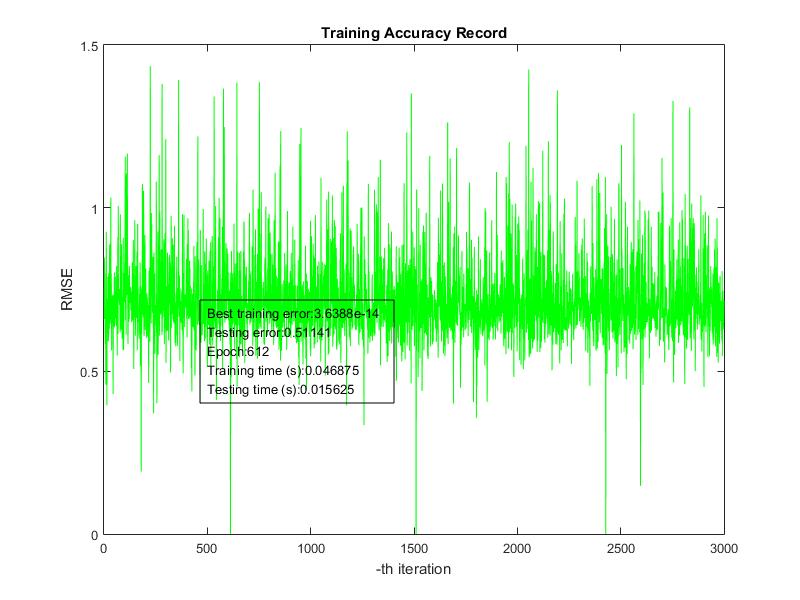 Training Accuracy Record
1.5
1
0.5
0
RMSE
Best training error:3.6388e-14
Testing error:0.51141
Epoch:612
Training time (s):0.046875
Testing time (s):0.015625
0 500 1000 1500 2000 2500 3000
-th iteration